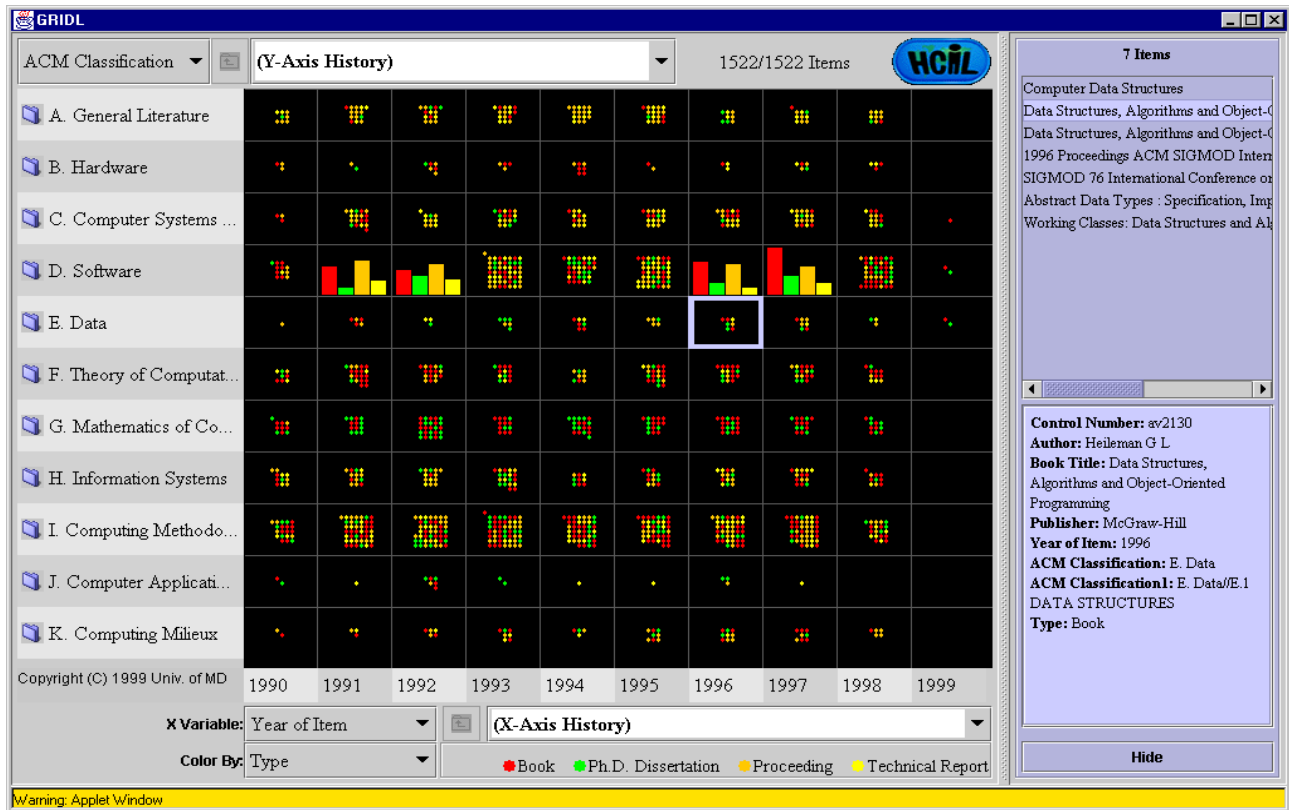 GRIDL
ACM Classification
(Y-Axis History)
1522/1522 Items
HCIL
A. General Literature
B. Hardware
C. Computer Systems ...
D. Software
E. Data
F. Theory of Computat...
G. Mathematics of Co...
H. Information Systems
I. Computing Methodo...
J. Computer Applicati...
K. Computing Milieux
Copyright (C) 1999 Univ. of MD
1990 1991 1992 1993 1994 1995 1996 1997 1998 1999
X Variable: Year of Item
(X-Axis History)
Color By: Type
Book Ph.D. Dissertation Proceeding Technical Report
Warning: Applet Window
7 Items
Computer Data Structures
Data Structures, Algorithms and Object-
Data Structures, Algorithms and Object-
1996 Proceedings ACM SIGMOD Intern
SIGMOD 76 International Conference on
Abstract Data Types : Specification, Imp
Working Classes: Data Structures and Alg
Control Number: av2130
Author: Heileman G L
Book Title: Data Structures,
Algorithms and Object-Oriented
Programming
Publisher: McGraw-Hill
Year of Item: 1996
ACM Classification: E. Data
ACM Classification1: E. Data//E.1
DATA STRUCTURES
Type: Book
Hide